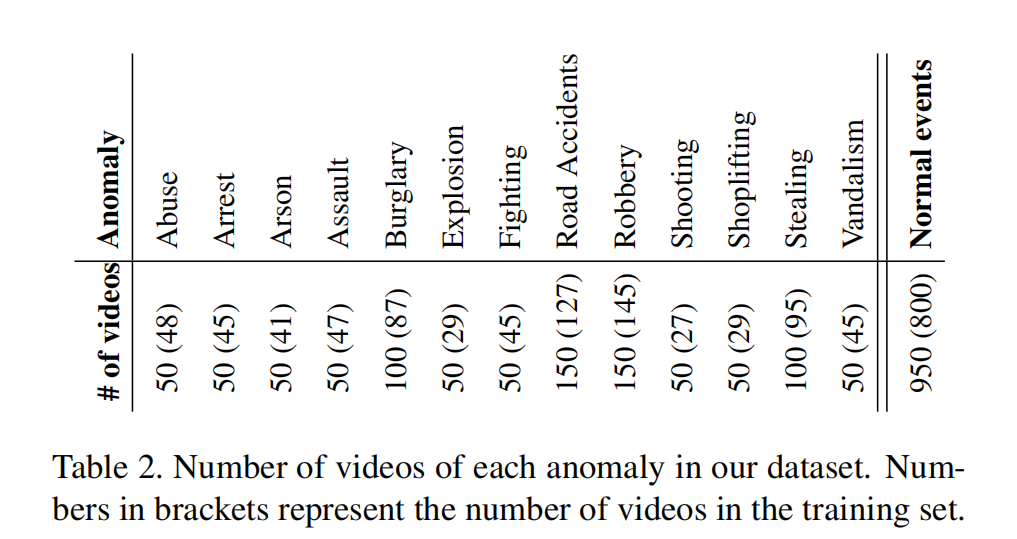 Anomaly # of videos
Abuse 50 (48)
Arrest 50 (45)
Arson 50 (41)
Assault 50 (47)
Burglary 100 (87)
Explosion 50 (29)
Fighting 50 (45)
Road Accidents 150 (127)
Robbery 150 (145)
Shooting 50 (27)
Shoplifting 50 (29)
Stealing 100 (95)
Vandalism 50 (45)
Normal events 950 (800)
Table 2. Number of videos of each anomaly in our dataset. Num-
bers in brackets represent the number of videos in the training set.